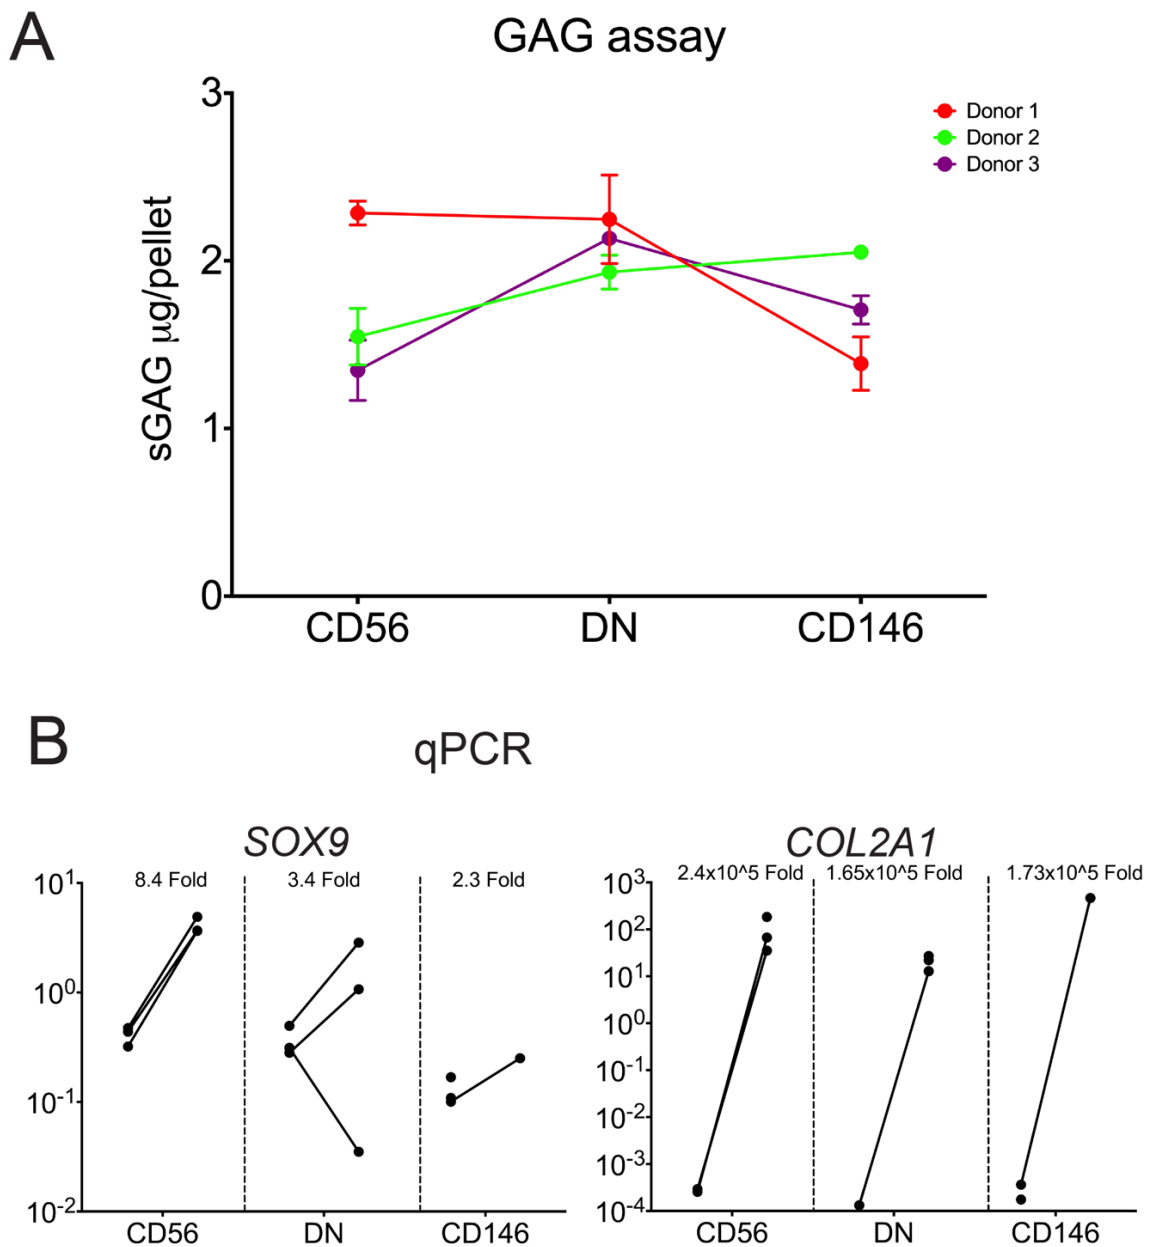 A
GAG assay
3
2
1
0
sGAG µg/pellet
Donor 1
Donor 2
Donor 3
CD56 DN CD146
B
qPCR
SOX9
8.4 Fold 3.4 Fold 2.3 Fold
10^1
10^0
10^-1
10^-2
CD56 DN CD146
COL2A1
2.4x10^5 Fold 1.65x10^5 Fold 1.73x10^5 Fold
10^3
10^2
10^1
10^0
10^-1
10^-2
10^-3
10^-4
CD56 DN CD146